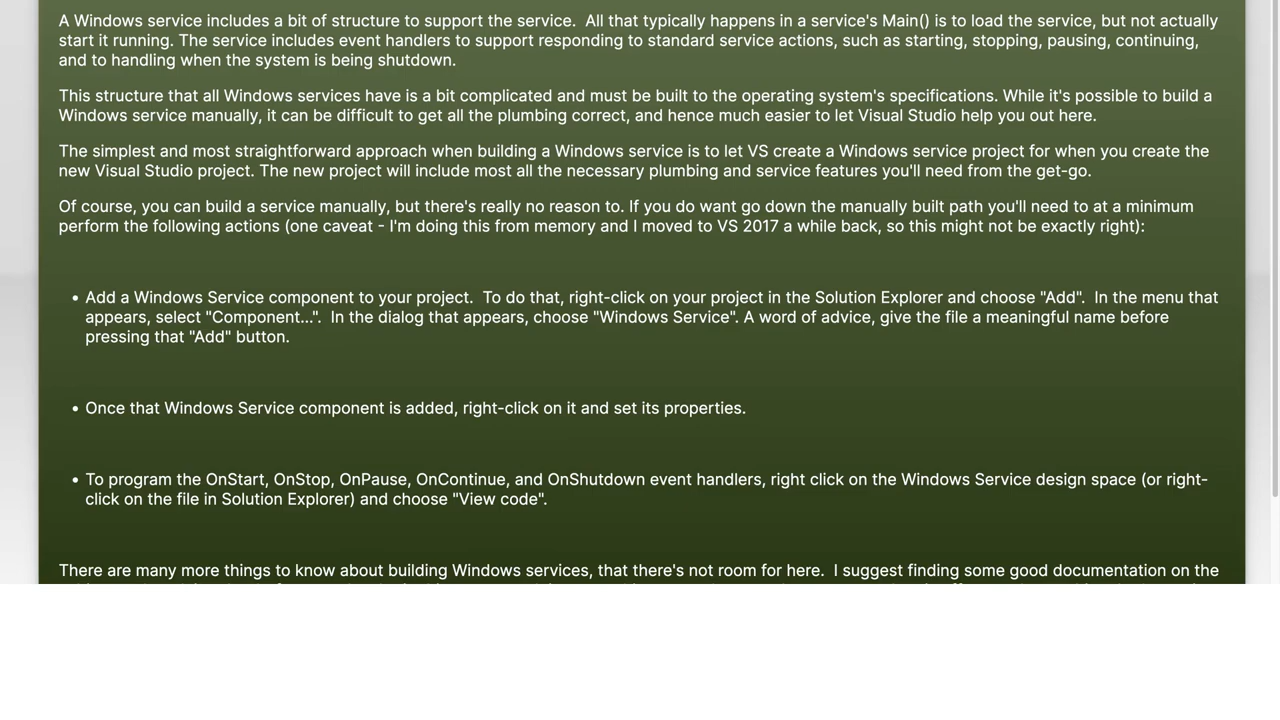 A Windows service includes a bit of structure to support the service.  All that typically happens in a service's Main() is to load the service, but not actually
start it running. The service includes event handlers to support responding to standard service actions, such as starting, stopping, pausing, continuing,
and to handling when the system is being shutdown.
This structure that all Windows services have is a bit complicated and must be built to the operating system's specifications. While it's possible to build a
Windows service manually, it can be difficult to get all the plumbing correct, and hence much easier to let Visual Studio help you out here.
The simplest and most straightforward approach when building a Windows service is to let VS create a Windows service project for when you create the
new Visual Studio project. The new project will include most all the necessary plumbing and service features you'll need from the get-go.
Of course, you can build a service manually, but there's really no reason to. If you do want go down the manually built path you'll need to at a minimum
perform the following actions (one caveat - I'm doing this from memory and I moved to VS 2017 a while back, so this might not be exactly right):
• Add a Windows Service component to your project.  To do that, right-click on your project in the Solution Explorer and choose "Add".  In the menu that
appears, select "Component...".  In the dialog that appears, choose "Windows Service". A word of advice, give the file a meaningful name before
pressing that "Add" button.
• Once that Windows Service component is added, right-click on it and set its properties.
• To program the OnStart, OnStop, OnPause, OnContinue, and OnShutdown event handlers, right click on the Windows Service design space (or right-
click on the file in Solution Explorer) and choose "View code".
There are many more things to know about building Windows services, that there's not room for here.  I suggest finding some good documentation on the